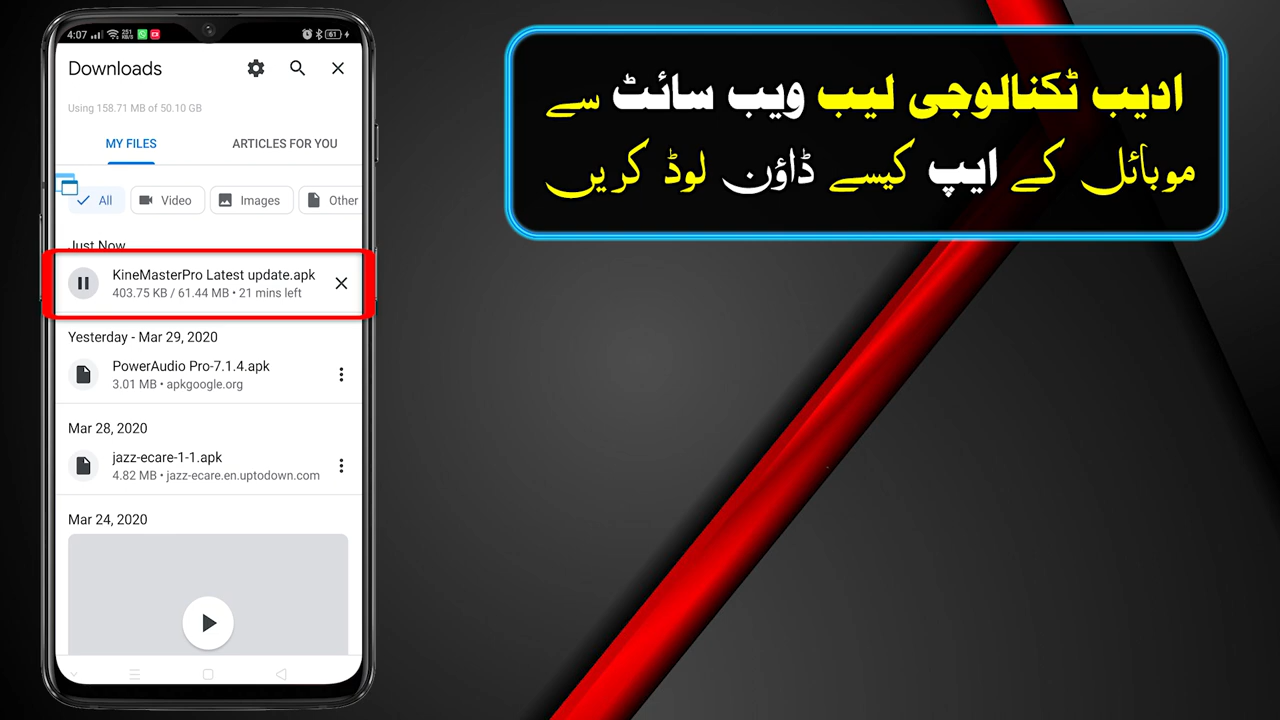 4:07
251 KB/S
61
Downloads
Using 158.71 MB of 50.10 GB
MY FILES
ARTICLES FOR YOU
All
Video
Images
Other
Just Now
KineMasterPro Latest update.apk
403.75 KB / 61.44 MB • 21 mins left
Yesterday - Mar 29, 2020
PowerAudio Pro-7.1.4.apk
3.01 MB • apkgoogle.org
Mar 28, 2020
jazz-ecare-1-1.apk
4.82 MB • jazz-ecare.en.uptodown.com
Mar 24, 2020
ادیب ٹکنالوجی لیب ویب سائٹ سے
موبائل کے ایپ کیسے ڈاؤن لوڈ کریں